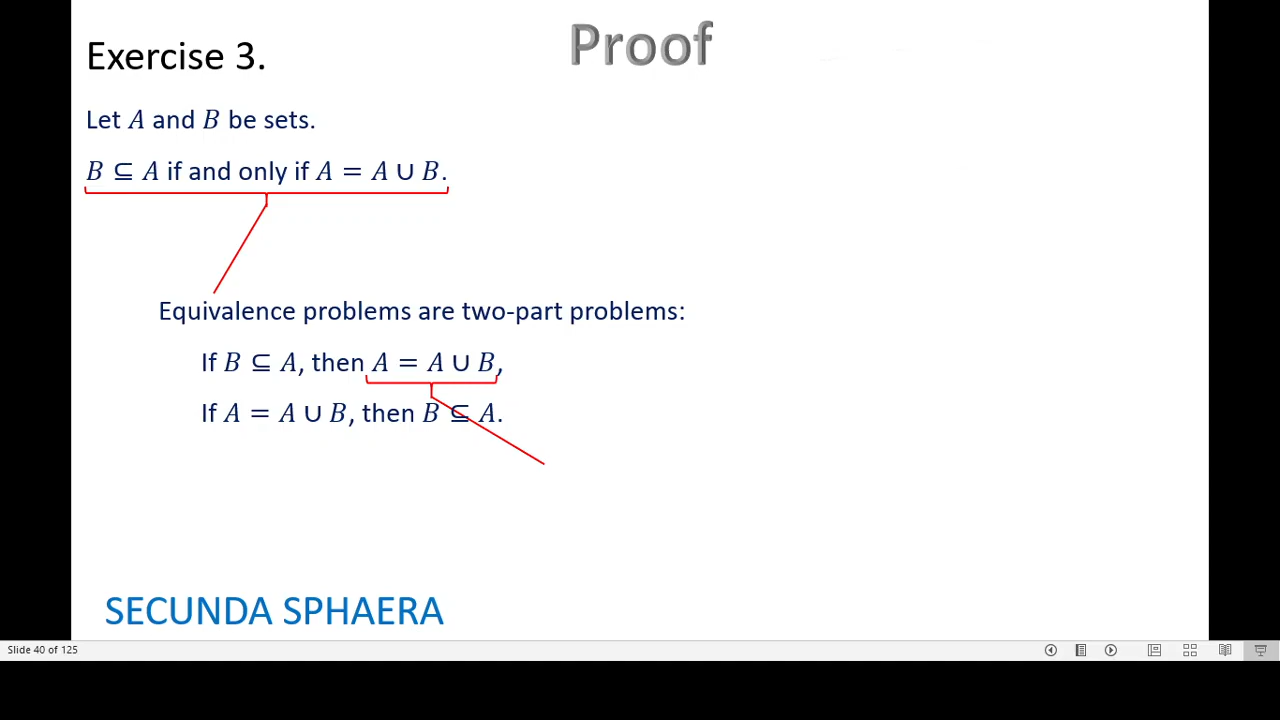 Proof
Exercise 3.
Let A and B be sets.
B ⊆ A if and only if A = A ∪ B.
Equivalence problems are two-part problems:
If B ⊆ A, then A = A ∪ B,
If A = A ∪ B, then B ⊆ A.
SECUNDA SPHAERA
Slide 40 of 125